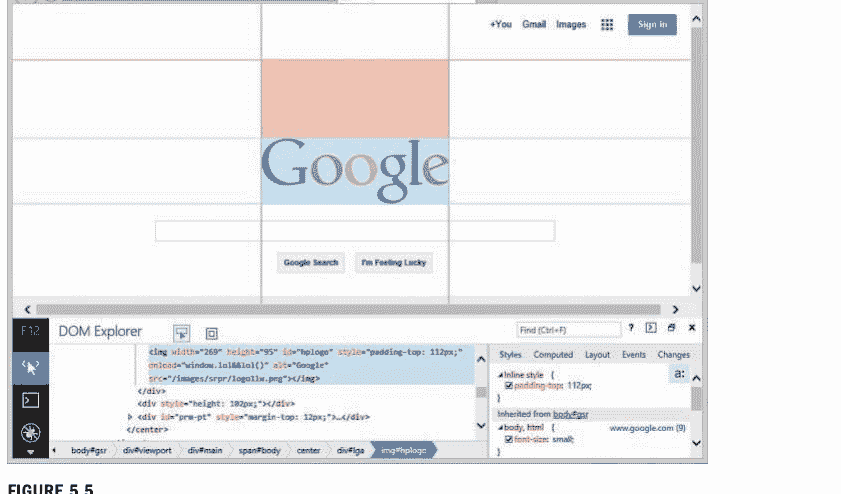 +You Gmail Images Sign in
Google
Google Search I'm Feeling Lucky
F12 DOM Explorer Find (Ctrl+F) ?
<img width="269" height="95" id="hplogo" style="padding-top: 112px;"
onload="window.lol&&lol()" alt="Google"
src="/images/srpr/logo11w.png"></img>
</div>
<div style="height: 102px;"></div>
<div id="prm-pt" style="margin-top: 12px;">…</div>
</center>
body#gsr div#viewport div#main span#body center div#lga img#hplogo
Styles Computed Layout Events Changes
Inline style { a:
padding-top: 112px;
}
Inherited from body#gsr
body, html { www.google.com (9)
font-size: small;
}
FIGURE 5.5